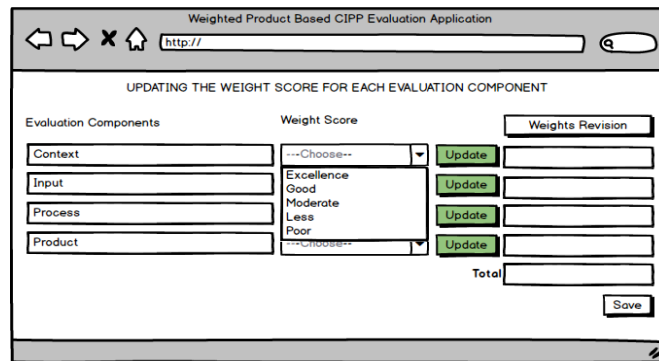 Weighted Product Based CIPP Evaluation Application
http://
UPDATING THE WEIGHT SCORE FOR EACH EVALUATION COMPONENT
Evaluation Components
Weight Score
Weights Revision
Context
---Choose--
Update
Input
Excellence
Good
Moderate
Less
Poor
Update
Process
Update
Product
---Choose--
Update
Total
Save